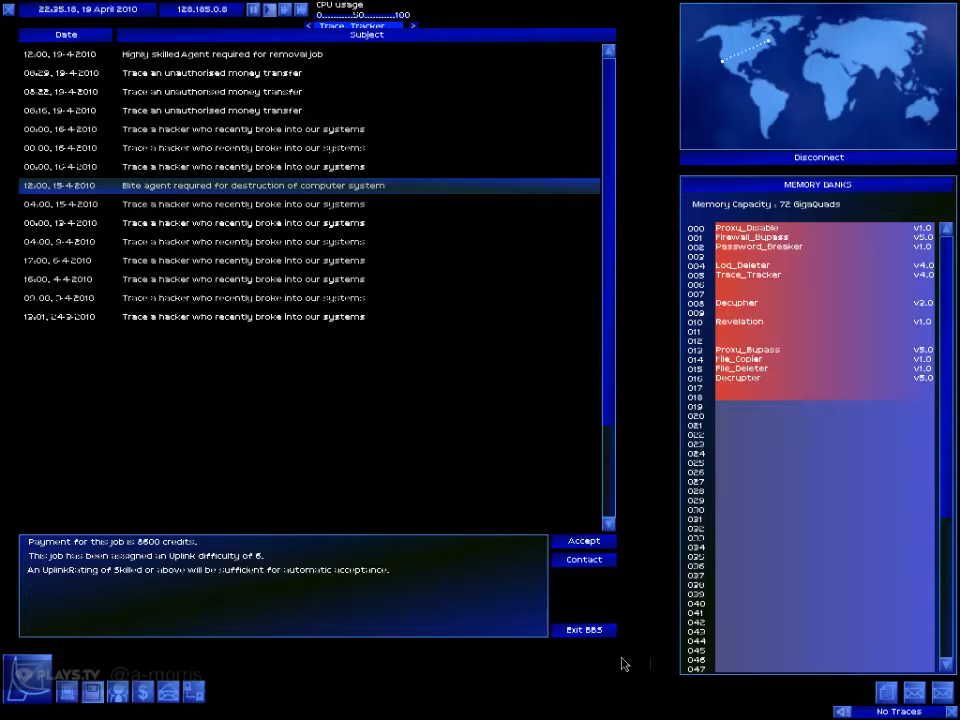 22:35.18, 19 April 2010
128.185.0.8
CPU usage
0.........50.........100
< Trace_Tracker >
Date Subject
12:00, 19-4-2010 Highly skilled Agent required for removal job
08:29, 19-4-2010 Trace an unauthorised money transfer
08:22, 19-4-2010 Trace an unauthorised money transfer
08:16, 19-4-2010 Trace an unauthorised money transfer
00:00, 16-4-2010 Trace a hacker who recently broke into our systems
00:00, 16-4-2010 Trace a hacker who recently broke into our systems
00:00, 16-4-2010 Trace a hacker who recently broke into our systems
12:00, 15-4-2010 Elite agent required for destruction of computer system
04:00, 15-4-2010 Trace a hacker who recently broke into our systems
Trace a hacker who recently broke into our systems
04:00, 9-4-2010 Trace a hacker who recently broke into our systems
17:00, 6-4-2010 Trace a hacker who recently broke into our systems
16:00, 4-4-2010 Trace a hacker who recently broke into our systems
Trace a hacker who recently broke into our systems
Trace a hacker who recently broke into our systems
Payment for this job is 8600 credits.
This job has been assigned an Uplink difficulty of 6.
An UplinkRating of Skilled or above will be sufficient for automatic acceptance.
Accept
Contact
Exit BBS
Disconnect
MEMORY BANKS
Memory Capacity : 72 GigaQuads
000 Proxy_Disable v1.0
001 Firewall_Bypass v5.0
002 Password_Breaker v1.0
003
004 Log_Deleter v4.0
005 Trace_Tracker v4.0
006
007
008 Decypher v3.0
009
010 Revelation v1.0
011
012
013 Proxy_Bypass v5.0
014 File_Copier v1.0
015 File_Deleter v1.0
016 Decrypter v5.0
017
018
019
020
021
022
023
024
025
026
027
028
029
030
031
032
033
034
035
036
037
038
039
040
041
042
043
044
045
046
047
PLAYS.TV @a-morris
No Traces